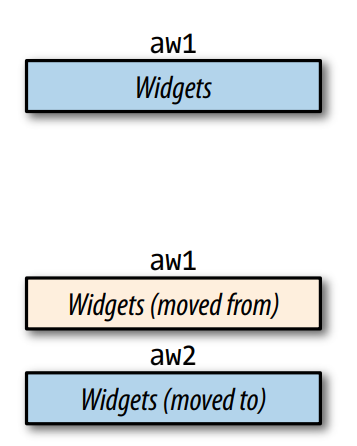 aw1
Widgets
aw1
Widgets (moved from)
aw2
Widgets (moved to)